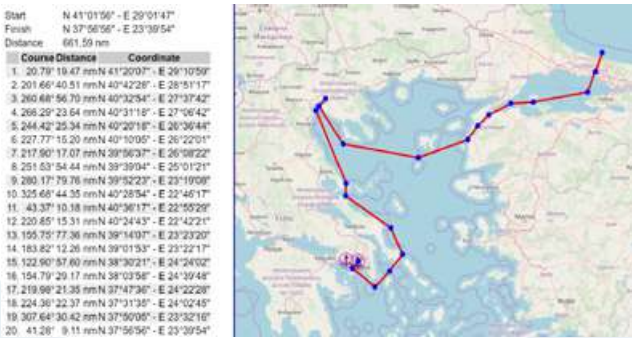 Start N 41°01'56" - E 29°01'47"
Finish N 37°56'56" - E 23°39'54"
Distance 661.59 nm
Course Distance Coordinate
1. 20.79° 19.47 nm N 41°20'07" - E 29°10'59"
2. 201.66° 40.51 nm N 40°42'28" - E 28°51'17"
3. 260.68° 56.70 nm N 40°32'54" - E 27°37'42"
4. 266.29° 23.64 nm N 40°31'18" - E 27°06'42"
5. 244.42° 25.34 nm N 40°20'18" - E 26°36'44"
6. 227.77° 15.20 nm N 40°10'05" - E 26°22'01"
7. 217.90° 17.07 nm N 39°56'37" - E 26°08'22"
8. 251.53° 54.44 nm N 39°39'04" - E 25°01'21"
9. 280.17° 79.76 nm N 39°52'23" - E 23°19'08"
10. 325.68° 44.35 nm N 40°28'54" - E 22°46'17"
11. 43.37° 10.18 nm N 40°36'17" - E 22°55'29"
12. 220.85° 15.31 nm N 40°24'43" - E 22°42'21"
13. 155.75° 77.36 nm N 39°14'07" - E 23°23'20"
14. 183.82° 12.26 nm N 39°01'53" - E 23°22'17"
15. 122.90° 57.60 nm N 38°30'21" - E 24°24'02"
16. 154.79° 29.17 nm N 38°03'58" - E 24°39'48"
17. 219.98° 21.35 nm N 37°47'36" - E 24°22'28"
18. 224.36° 22.37 nm N 37°31'35" - E 24°02'45"
19. 307.64° 30.42 nm N 37°50'05" - E 23°32'16"
20. 41.28° 9.11 nm N 37°56'56" - E 23°39'54"